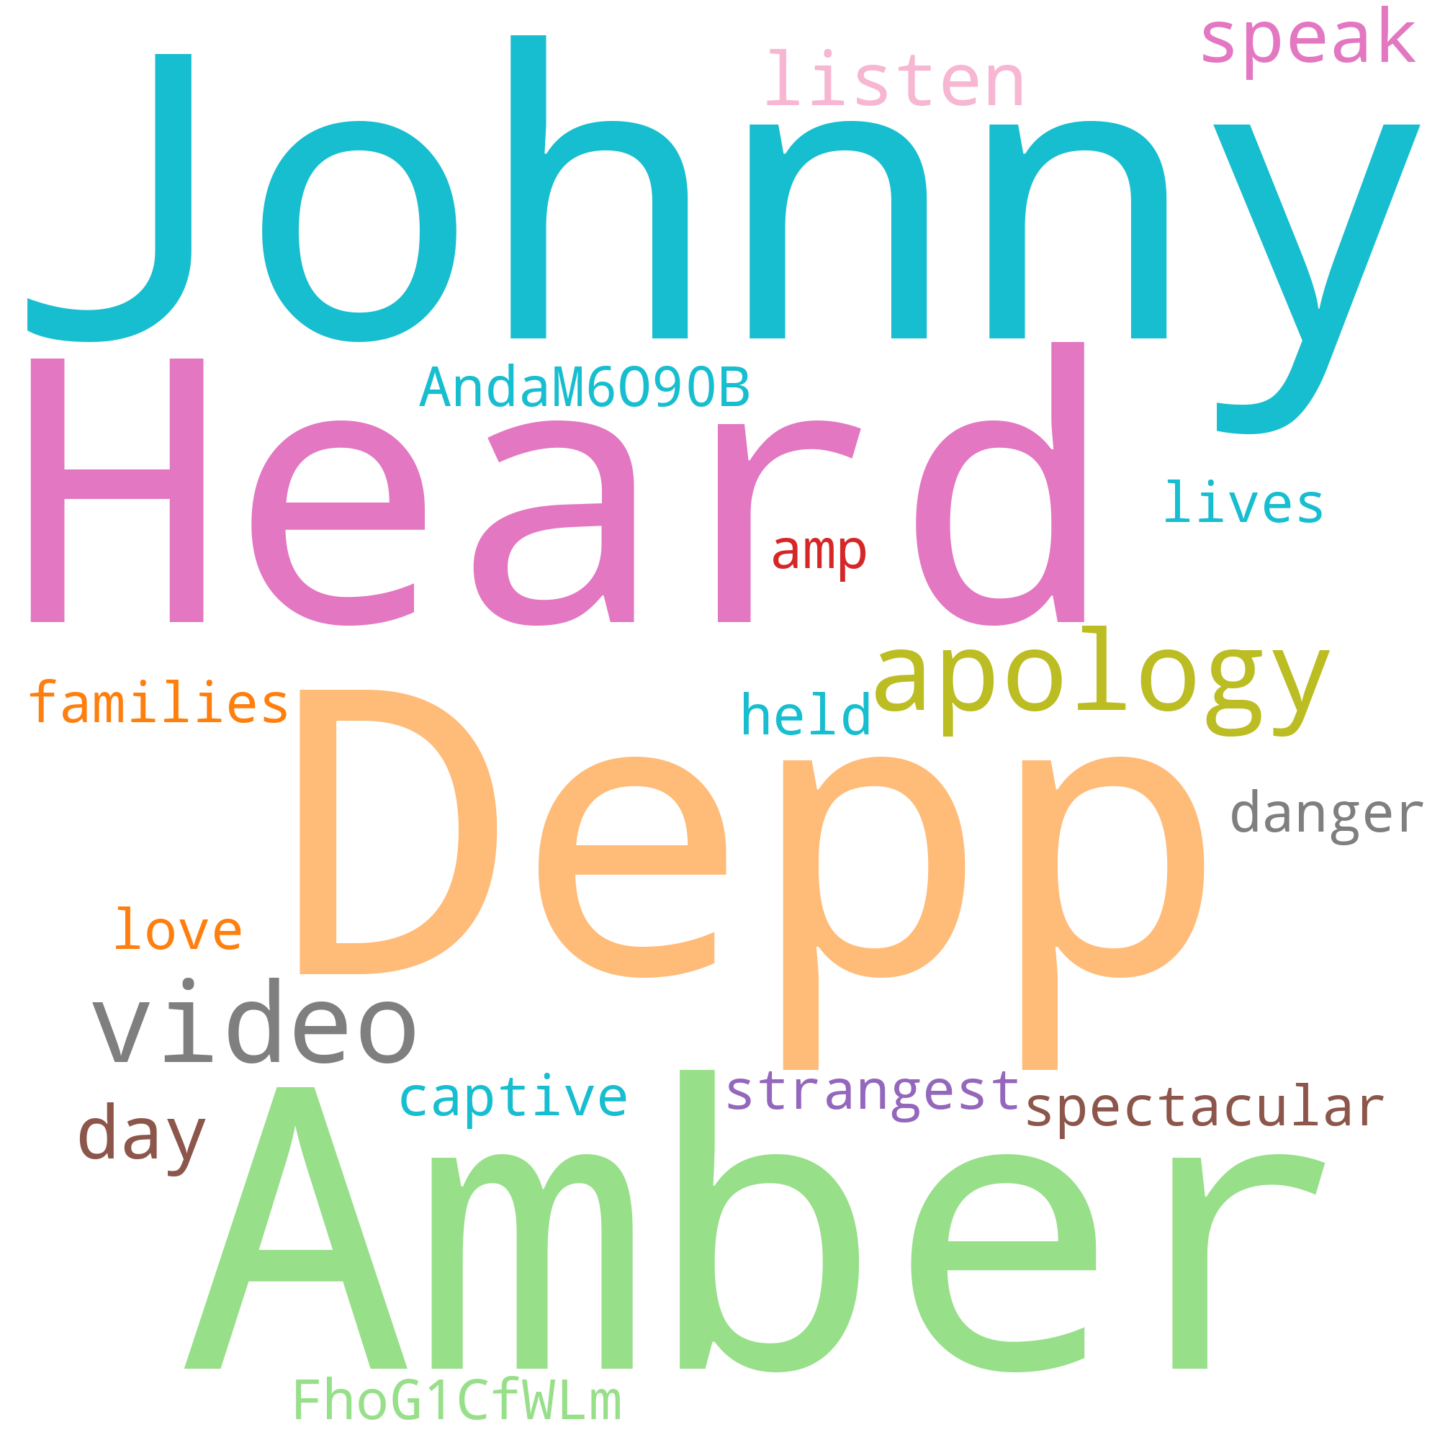 speak
listen
Johnny
AndaM6O90B
Heard
lives
amp
apology
families
held
Depp
danger
love
video
captive
strangest
spectacular
day
Amber
FhoG1CfWLm